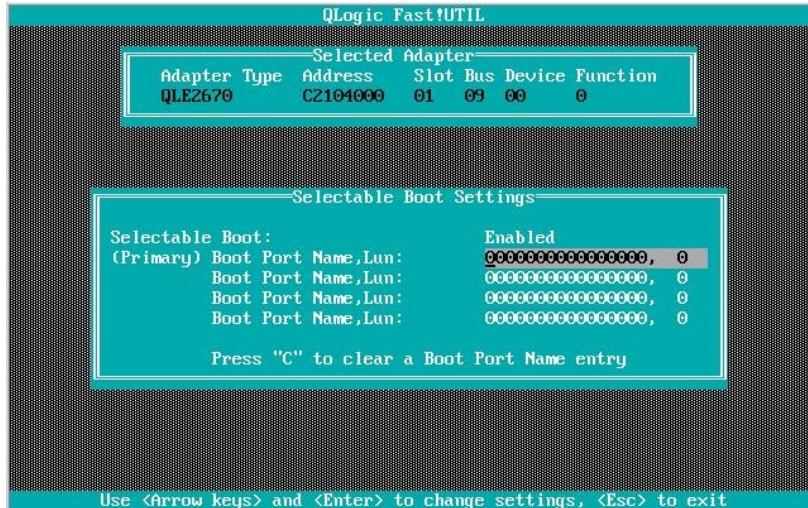 QLogic Fast!UTIL
Selected Adapter
Adapter Type Address Slot Bus Device Function
QLE2670 C2104000 01 09 00 0
Selectable Boot Settings
Selectable Boot: Enabled
(Primary) Boot Port Name,Lun: 0000000000000000, 0
Boot Port Name,Lun: 0000000000000000, 0
Boot Port Name,Lun: 0000000000000000, 0
Boot Port Name,Lun: 0000000000000000, 0
Press "C" to clear a Boot Port Name entry
Use <Arrow keys> and <Enter> to change settings, <Esc> to exit